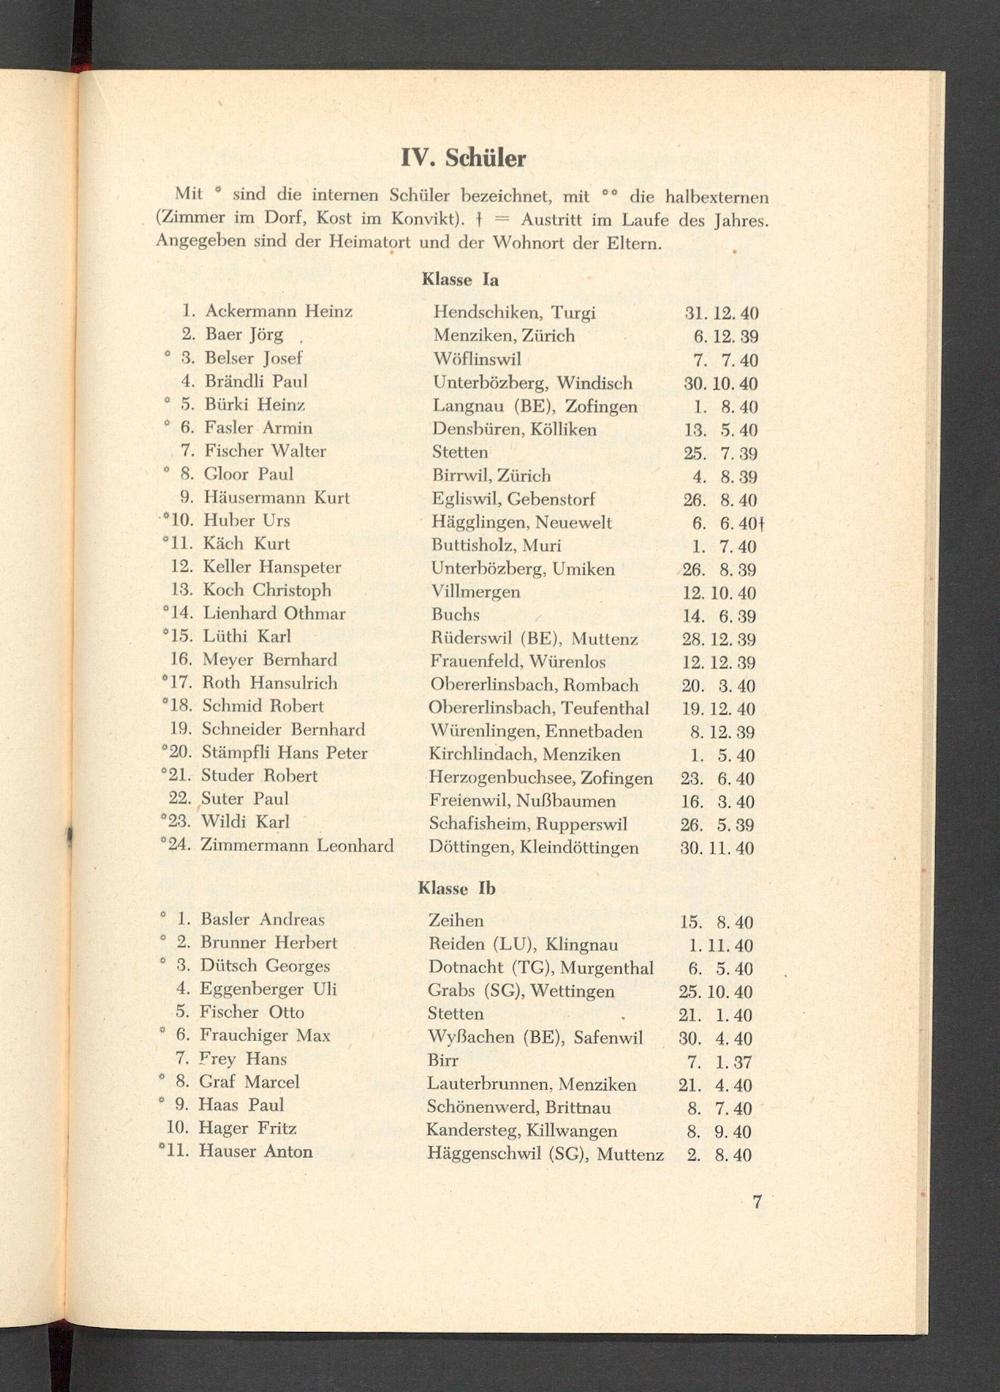 IV. Schüler
Mit ° sind die internen Schüler bezeichnet, mit °° die halbexternen
(Zimmer im Dorf, Kost im Konvikt). † = Austritt im Laufe des Jahres.
Angegeben sind der Heimatort und der Wohnort der Eltern.
Klasse Ia
1. Ackermann Heinz Hendschiken, Turgi 31. 12. 40
2. Baer Jörg Menziken, Zürich 6. 12. 39
° 3. Belser Josef Wöflinswil 7. 7. 40
4. Brändli Paul Unterbözberg, Windisch 30. 10. 40
° 5. Bürki Heinz Langnau (BE), Zofingen 1. 8. 40
° 6. Fasler Armin Densbüren, Kölliken 13. 5. 40
7. Fischer Walter Stetten 25. 7. 39
° 8. Gloor Paul Birrwil, Zürich 4. 8. 39
9. Häusermann Kurt Egliswil, Gebenstorf 26. 8. 40
°10. Huber Urs Hägglingen, Neuewelt 6. 6. 40†
°11. Käch Kurt Buttisholz, Muri 1. 7. 40
12. Keller Hanspeter Unterbözberg, Umiken 26. 8. 39
13. Koch Christoph Villmergen 12. 10. 40
°14. Lienhard Othmar Buchs 14. 6. 39
°15. Lüthi Karl Rüderswil (BE), Muttenz 28. 12. 39
16. Meyer Bernhard Frauenfeld, Würenlos 12. 12. 39
°17. Roth Hansulrich Obererlinsbach, Rombach 20. 3. 40
°18. Schmid Robert Obererlinsbach, Teufenthal 19. 12. 40
19. Schneider Bernhard Würenlingen, Ennetbaden 8. 12. 39
°20. Stämpfli Hans Peter Kirchlindach, Menziken 1. 5. 40
°21. Studer Robert Herzogenbuchsee, Zofingen 23. 6. 40
22. Suter Paul Freienwil, Nußbaumen 16. 3. 40
°23. Wildi Karl Schafisheim, Rupperswil 26. 5. 39
°24. Zimmermann Leonhard Döttingen, Kleindöttingen 30. 11. 40
Klasse Ib
° 1. Basler Andreas Zeihen 15. 8. 40
° 2. Brunner Herbert Reiden (LU), Klingnau 1. 11. 40
° 3. Dütsch Georges Dotnacht (TG), Murgenthal 6. 5. 40
4. Eggenberger Uli Grabs (SG), Wettingen 25. 10. 40
5. Fischer Otto Stetten 21. 1. 40
° 6. Frauchiger Max Wyßachen (BE), Safenwil 30. 4. 40
7. Frey Hans Birr 7. 1. 37
° 8. Graf Marcel Lauterbrunnen, Menziken 21. 4. 40
° 9. Haas Paul Schönenwerd, Brittnau 8. 7. 40
10. Hager Fritz Kandersteg, Killwangen 8. 9. 40
°11. Hauser Anton Häggenschwil (SG), Muttenz 2. 8. 40
7